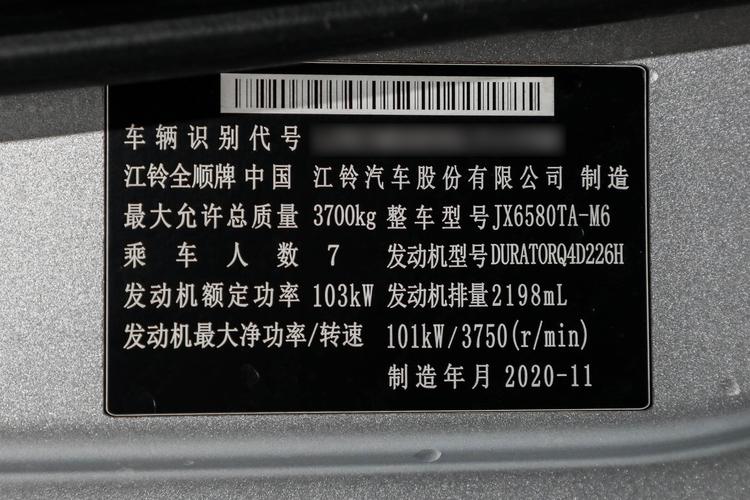 车辆识别代号
江铃全顺牌 中国 江铃汽车股份有限公司 制造
最大允许总质量 3700kg 整车型号JX6580TA-M6
乘车人数 7 发动机型号DURATORQ4D226H
发动机额定功率 103kW 发动机排量2198mL
发动机最大净功率/转速 101kW/3750(r/min)
制造年月 2020-11